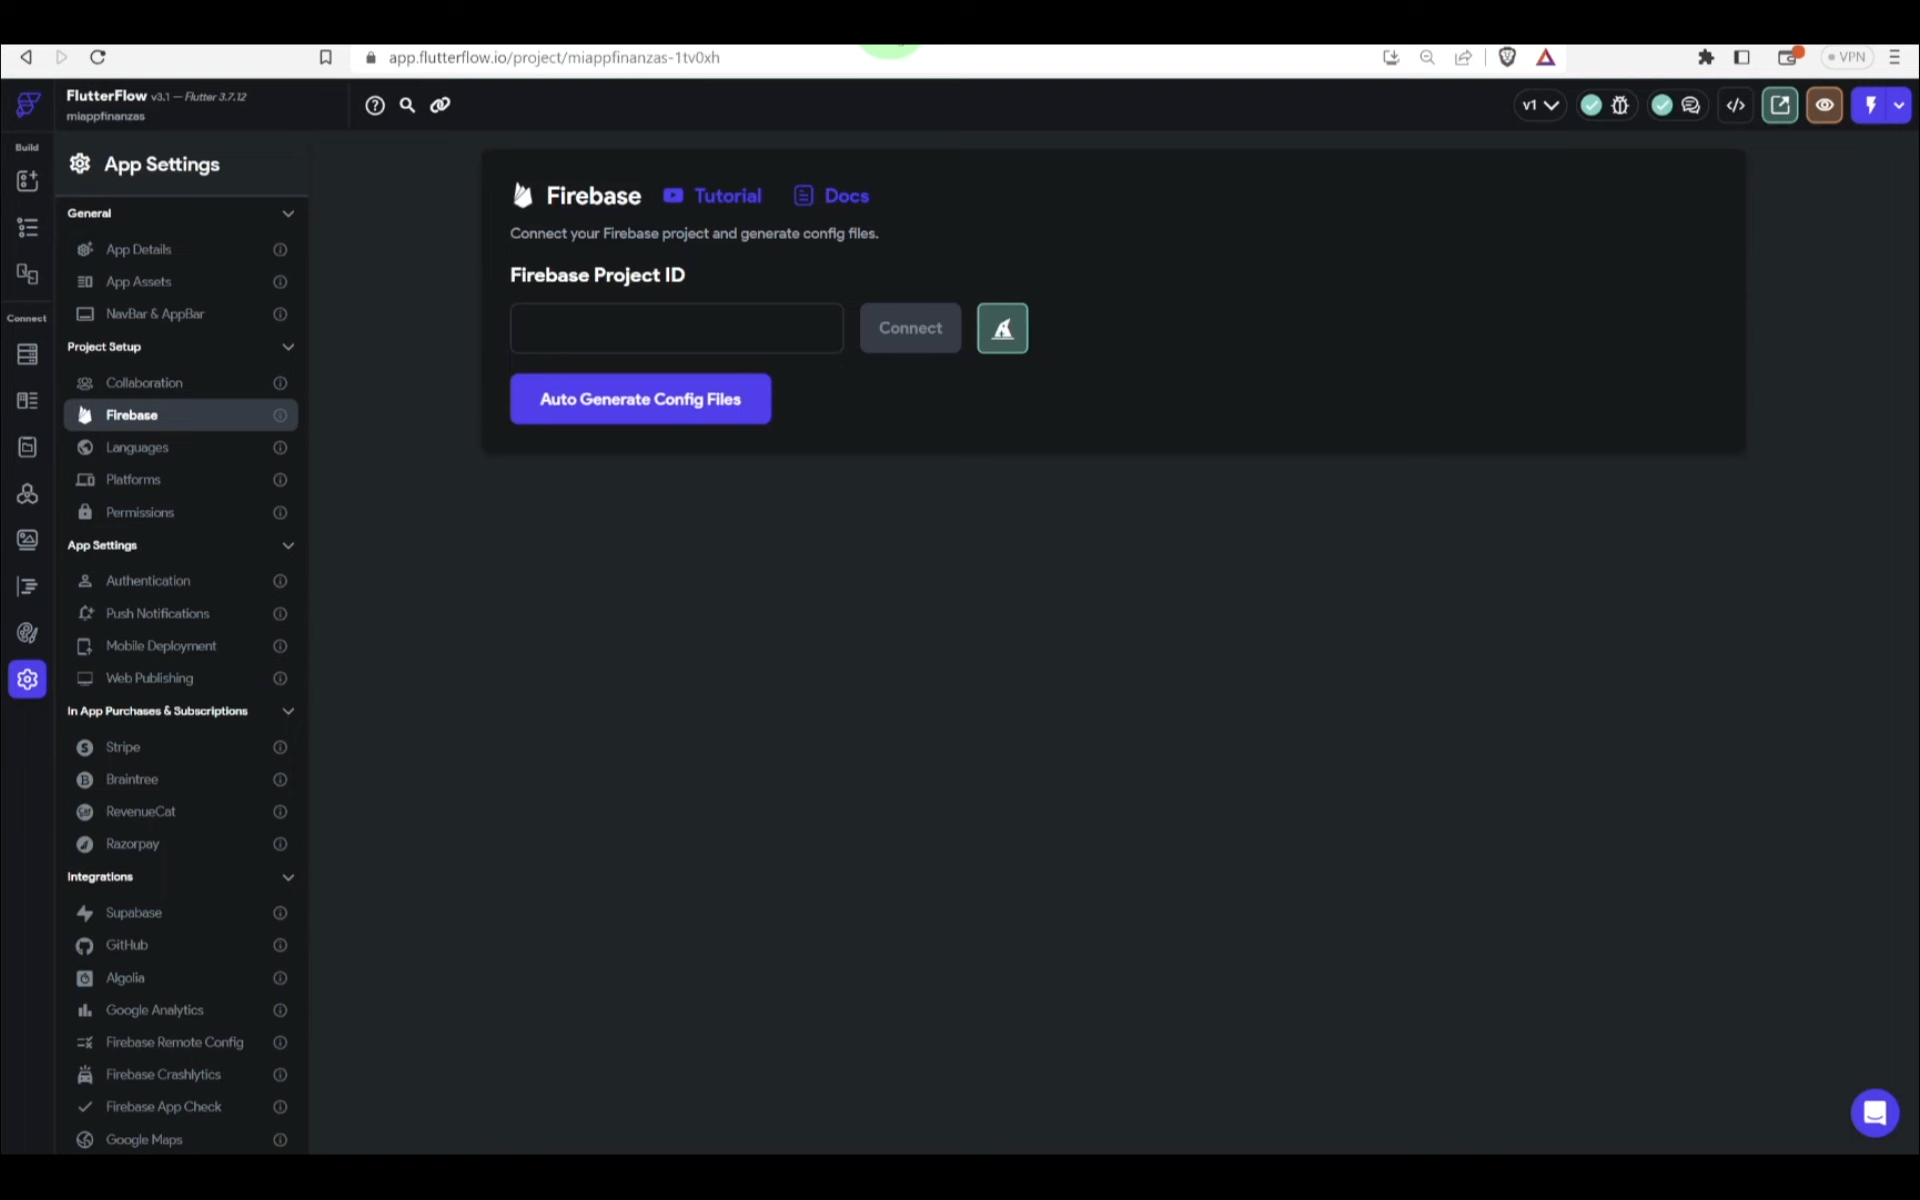 app.flutterflow.io/project/miappfinanzas-1tv0xh
VPN
FlutterFlow v3.1 — Flutter 3.7.12
miappfinanzas
v1
Build
Connect
App Settings
General
App Details
App Assets
NavBar & AppBar
Project Setup
Collaboration
Firebase
Languages
Platforms
Permissions
App Settings
Authentication
Push Notifications
Mobile Deployment
Web Publishing
In App Purchases & Subscriptions
Stripe
Braintree
RevenueCat
Razorpay
Integrations
Supabase
GitHub
Algolia
Google Analytics
Firebase Remote Config
Firebase Crashlytics
Firebase App Check
Google Maps
Firebase Tutorial Docs
Connect your Firebase project and generate config files.
Firebase Project ID
Connect
Auto Generate Config Files